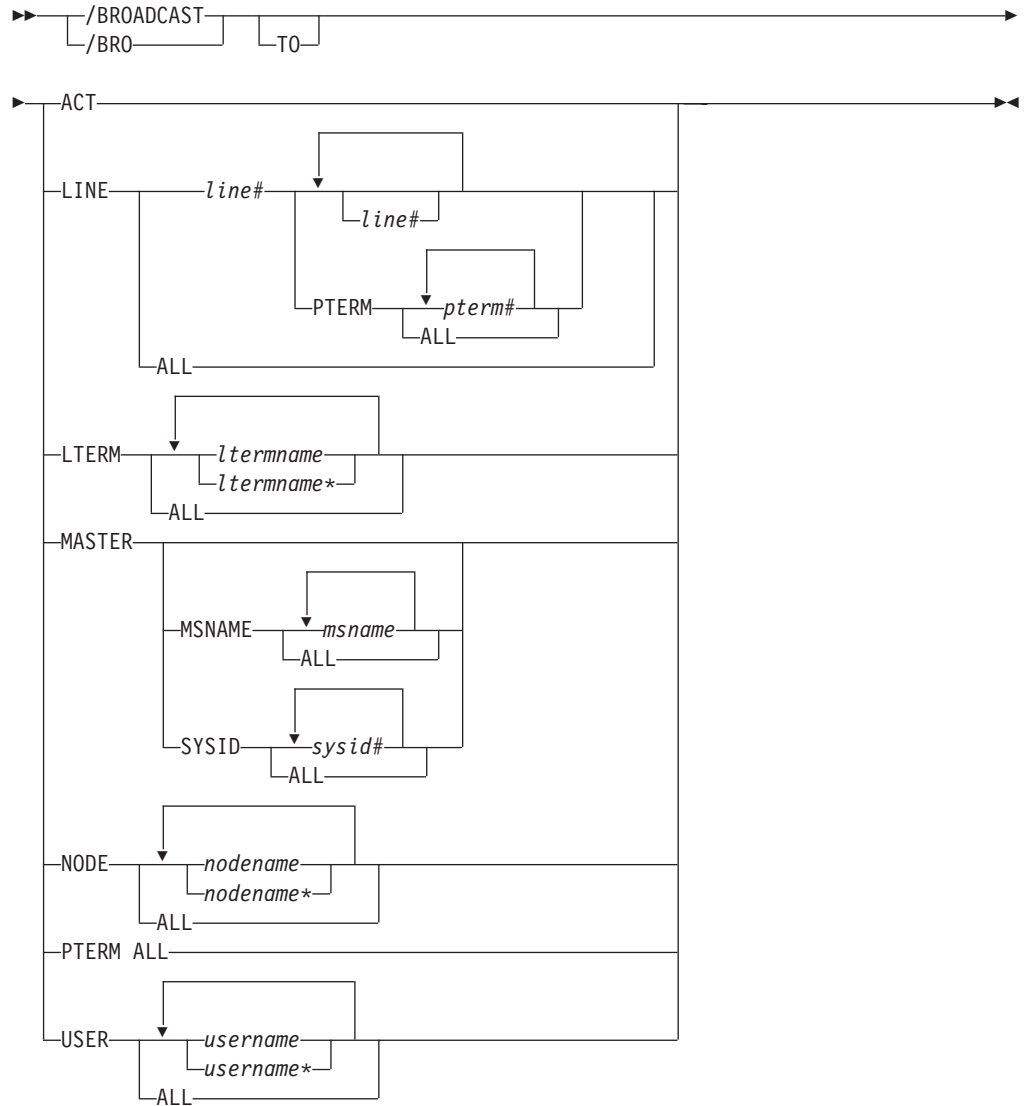 /BROADCAST
/BRO
TO
ACT
LINE line#
line#
PTERM pterm#
ALL
ALL
LTERM ltermname
ltermname*
ALL
MASTER
MSNAME msname
ALL
SYSID sysid#
ALL
NODE nodename
nodename*
ALL
PTERM ALL
USER username
username*
ALL